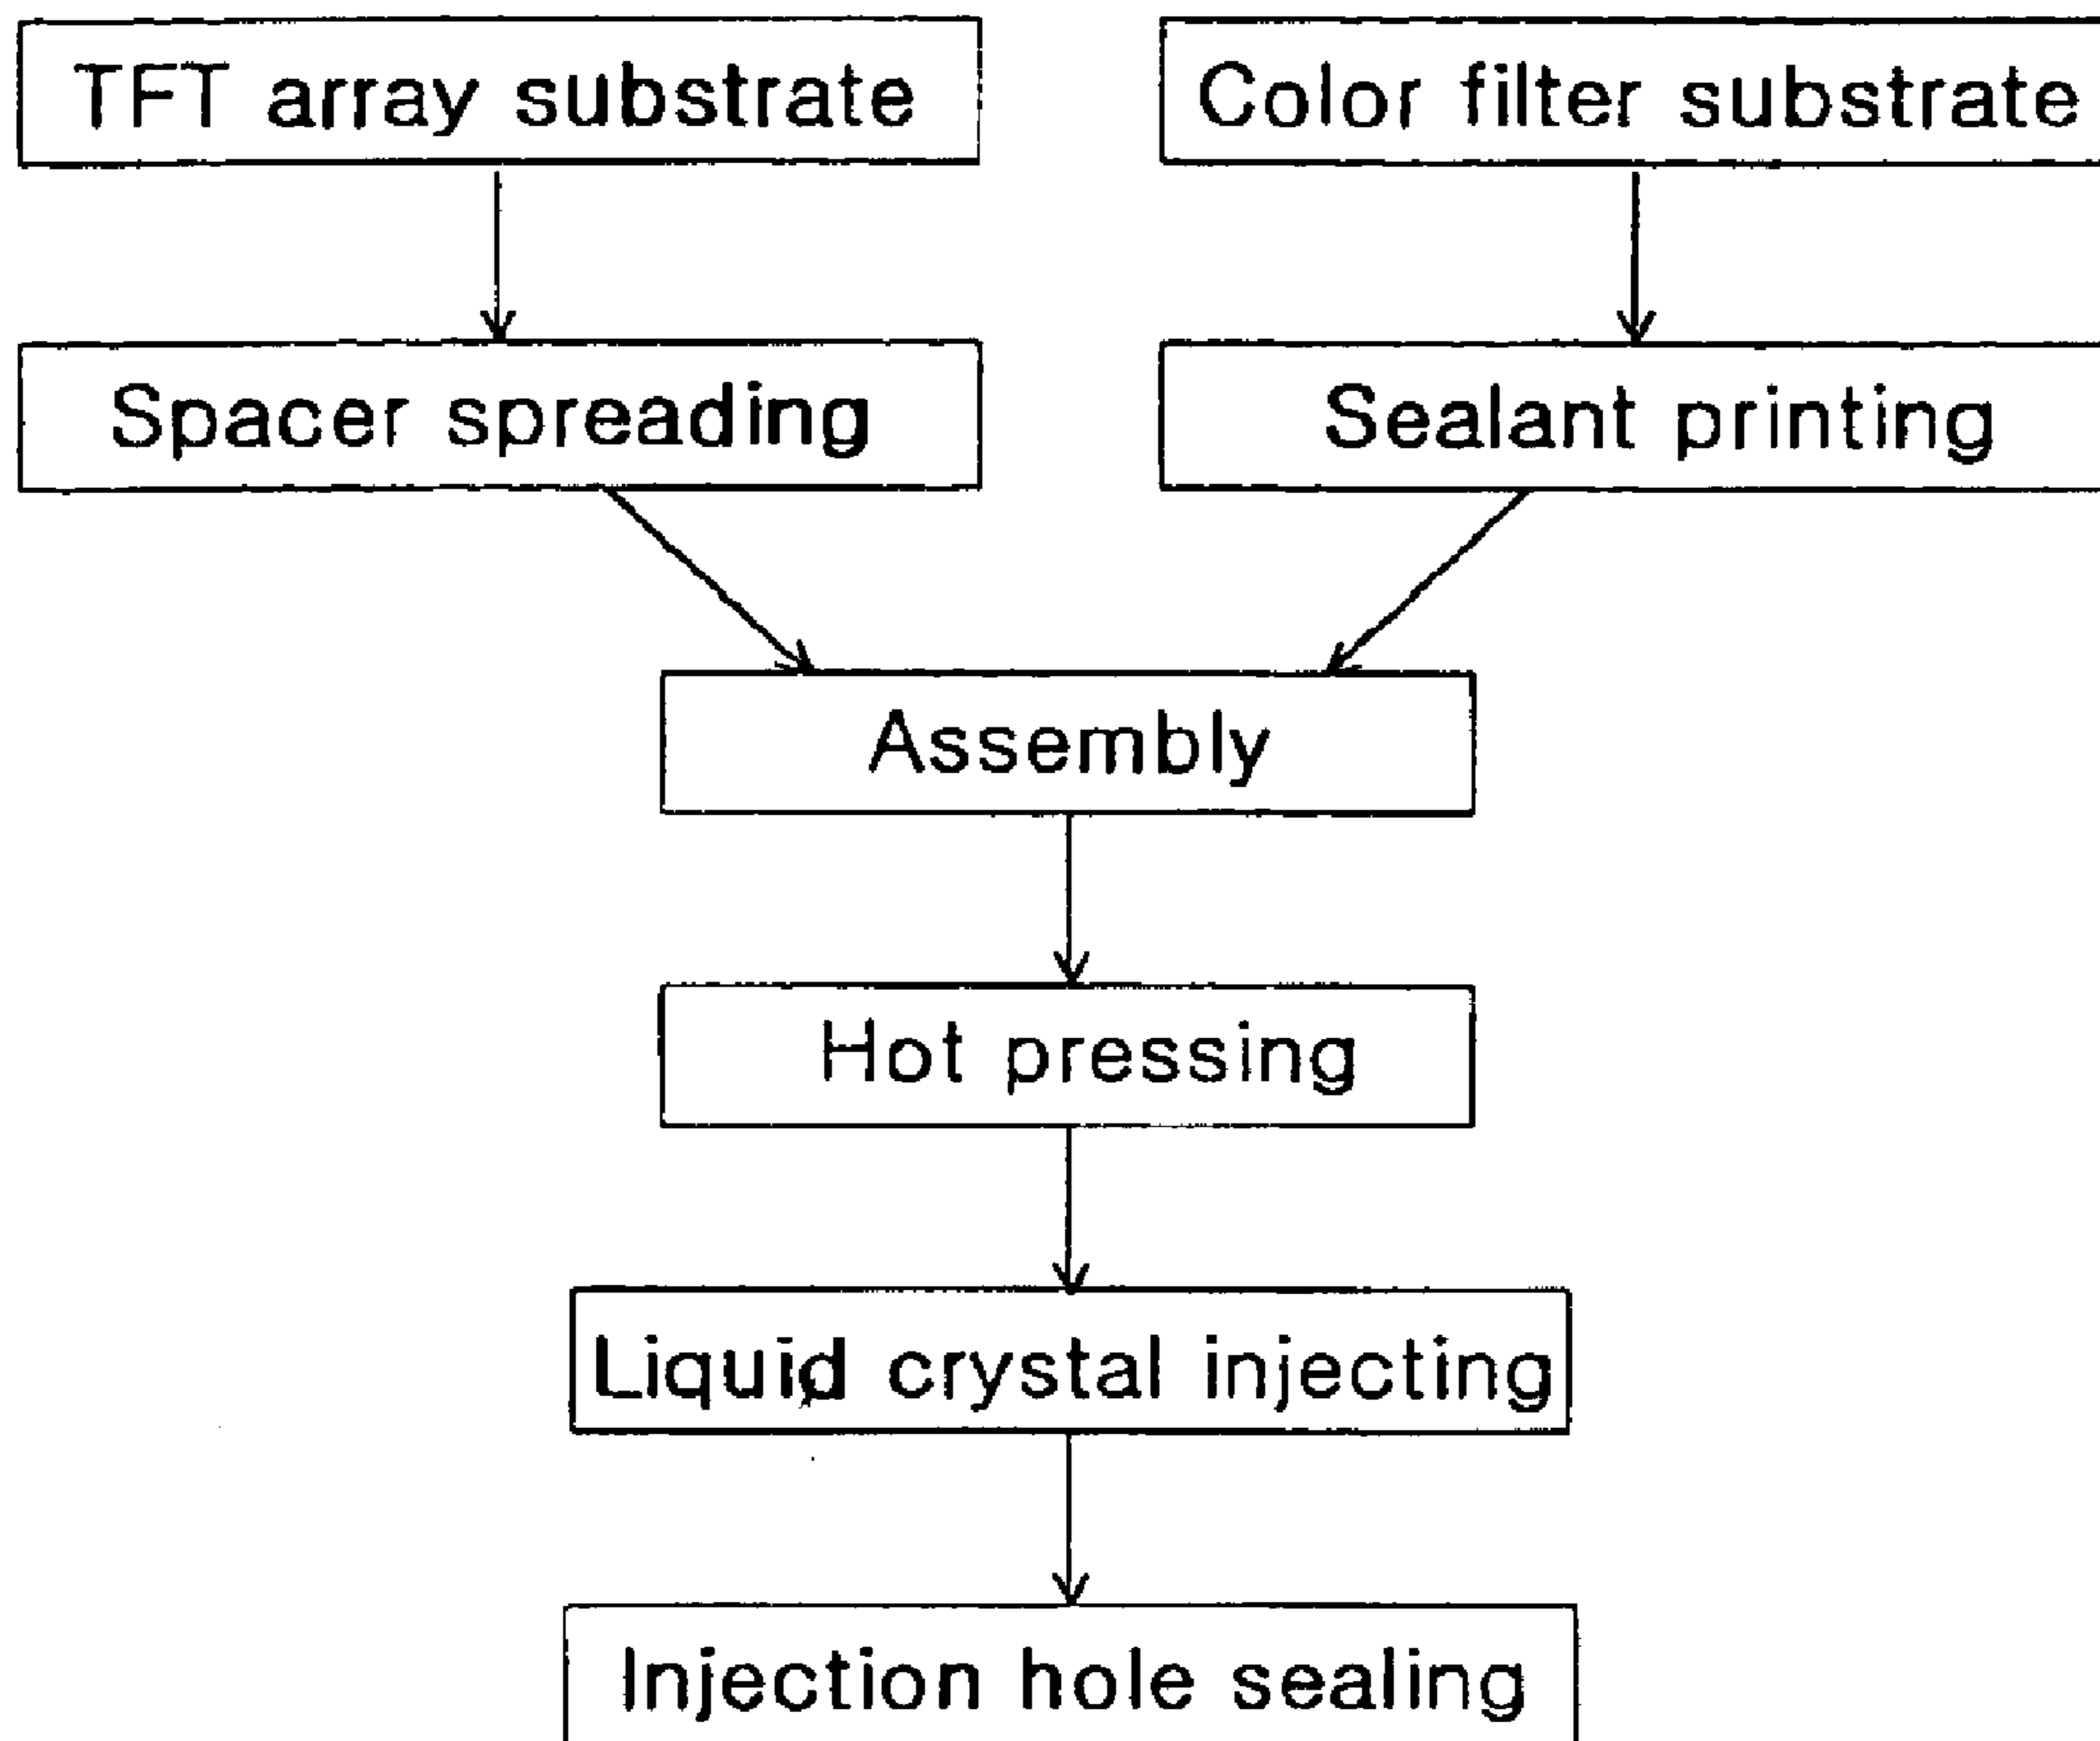 TFT array substrate
Color filter substrate
Spacer spreading
Sealant printing
Assembly
Hot pressing
Liquid crystal injecting
Injection hole sealing